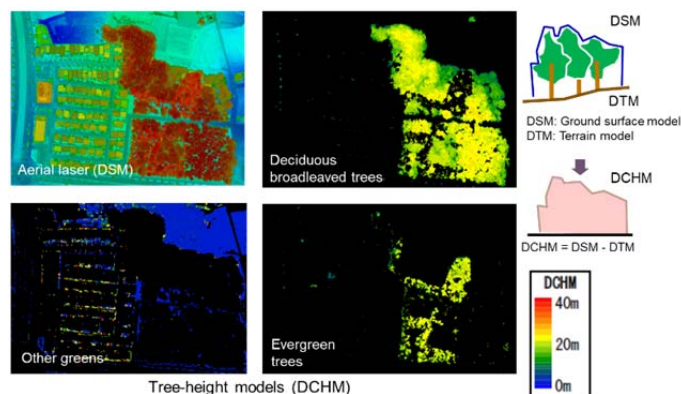 Aerial laser (DSM)
Deciduous
broadleaved trees
Other greens
Evergreen
trees
Tree-height models (DCHM)
DSM
DTM
DSM: Ground surface model
DTM: Terrain model
DCHM
DCHM = DSM - DTM
DCHM
40m
20m
0m